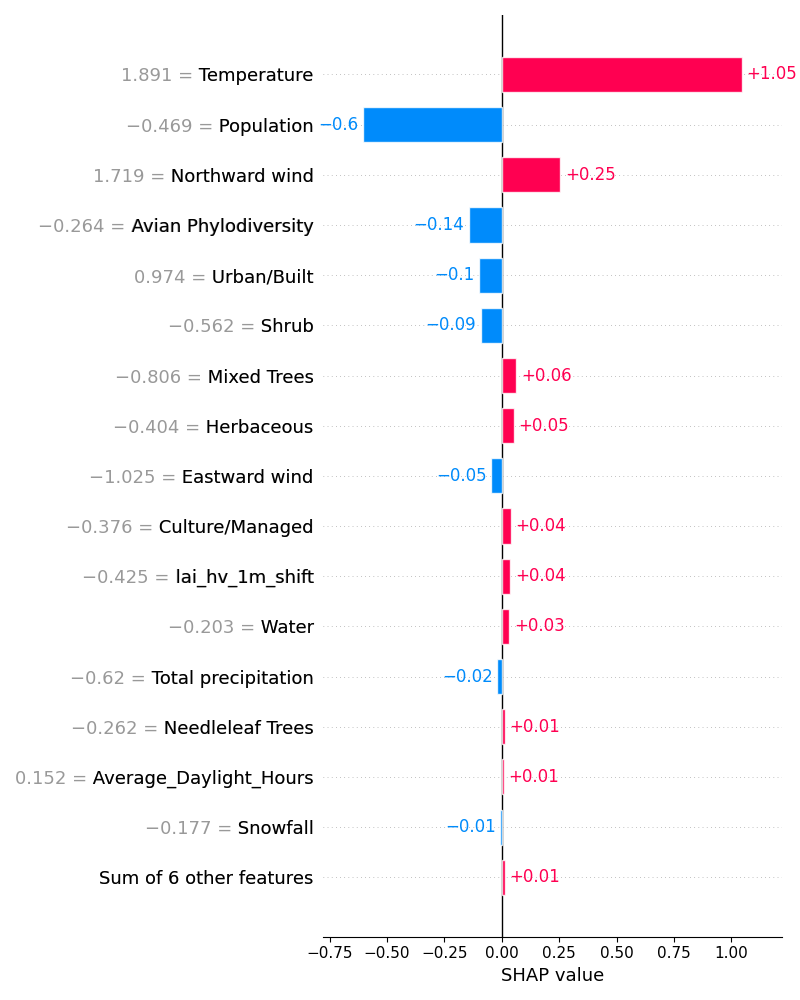 1.891 = Temperature +1.05
−0.469 = Population −0.6
1.719 = Northward wind +0.25
−0.264 = Avian Phylodiversity −0.14
0.974 = Urban/Built −0.1
−0.562 = Shrub −0.09
−0.806 = Mixed Trees +0.06
−0.404 = Herbaceous +0.05
−1.025 = Eastward wind −0.05
−0.376 = Culture/Managed +0.04
−0.425 = lai_hv_1m_shift +0.04
−0.203 = Water +0.03
−0.62 = Total precipitation −0.02
−0.262 = Needleleaf Trees +0.01
0.152 = Average_Daylight_Hours +0.01
−0.177 = Snowfall −0.01
Sum of 6 other features +0.01
−0.75 −0.50 −0.25 0.00 0.25 0.50 0.75 1.00
SHAP value